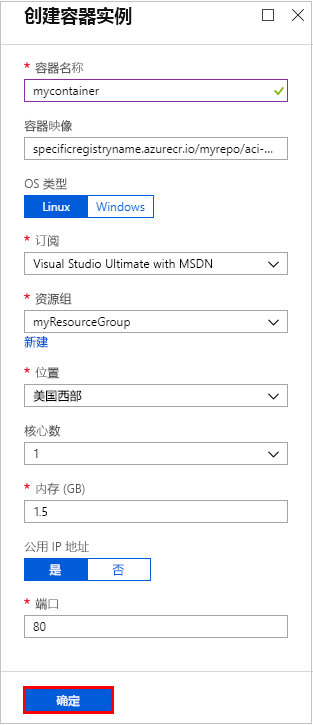 创建容器实例
* 容器名称
mycontainer
容器映像
specificregistryname.azurecr.io/myrepo/aci-...
OS 类型
Linux Windows
* 订阅
Visual Studio Ultimate with MSDN
* 资源组
myResourceGroup
新建
* 位置
美国西部
核心数
1
* 内存 (GB)
1.5
公用 IP 地址
是 否
* 端口
80
确定